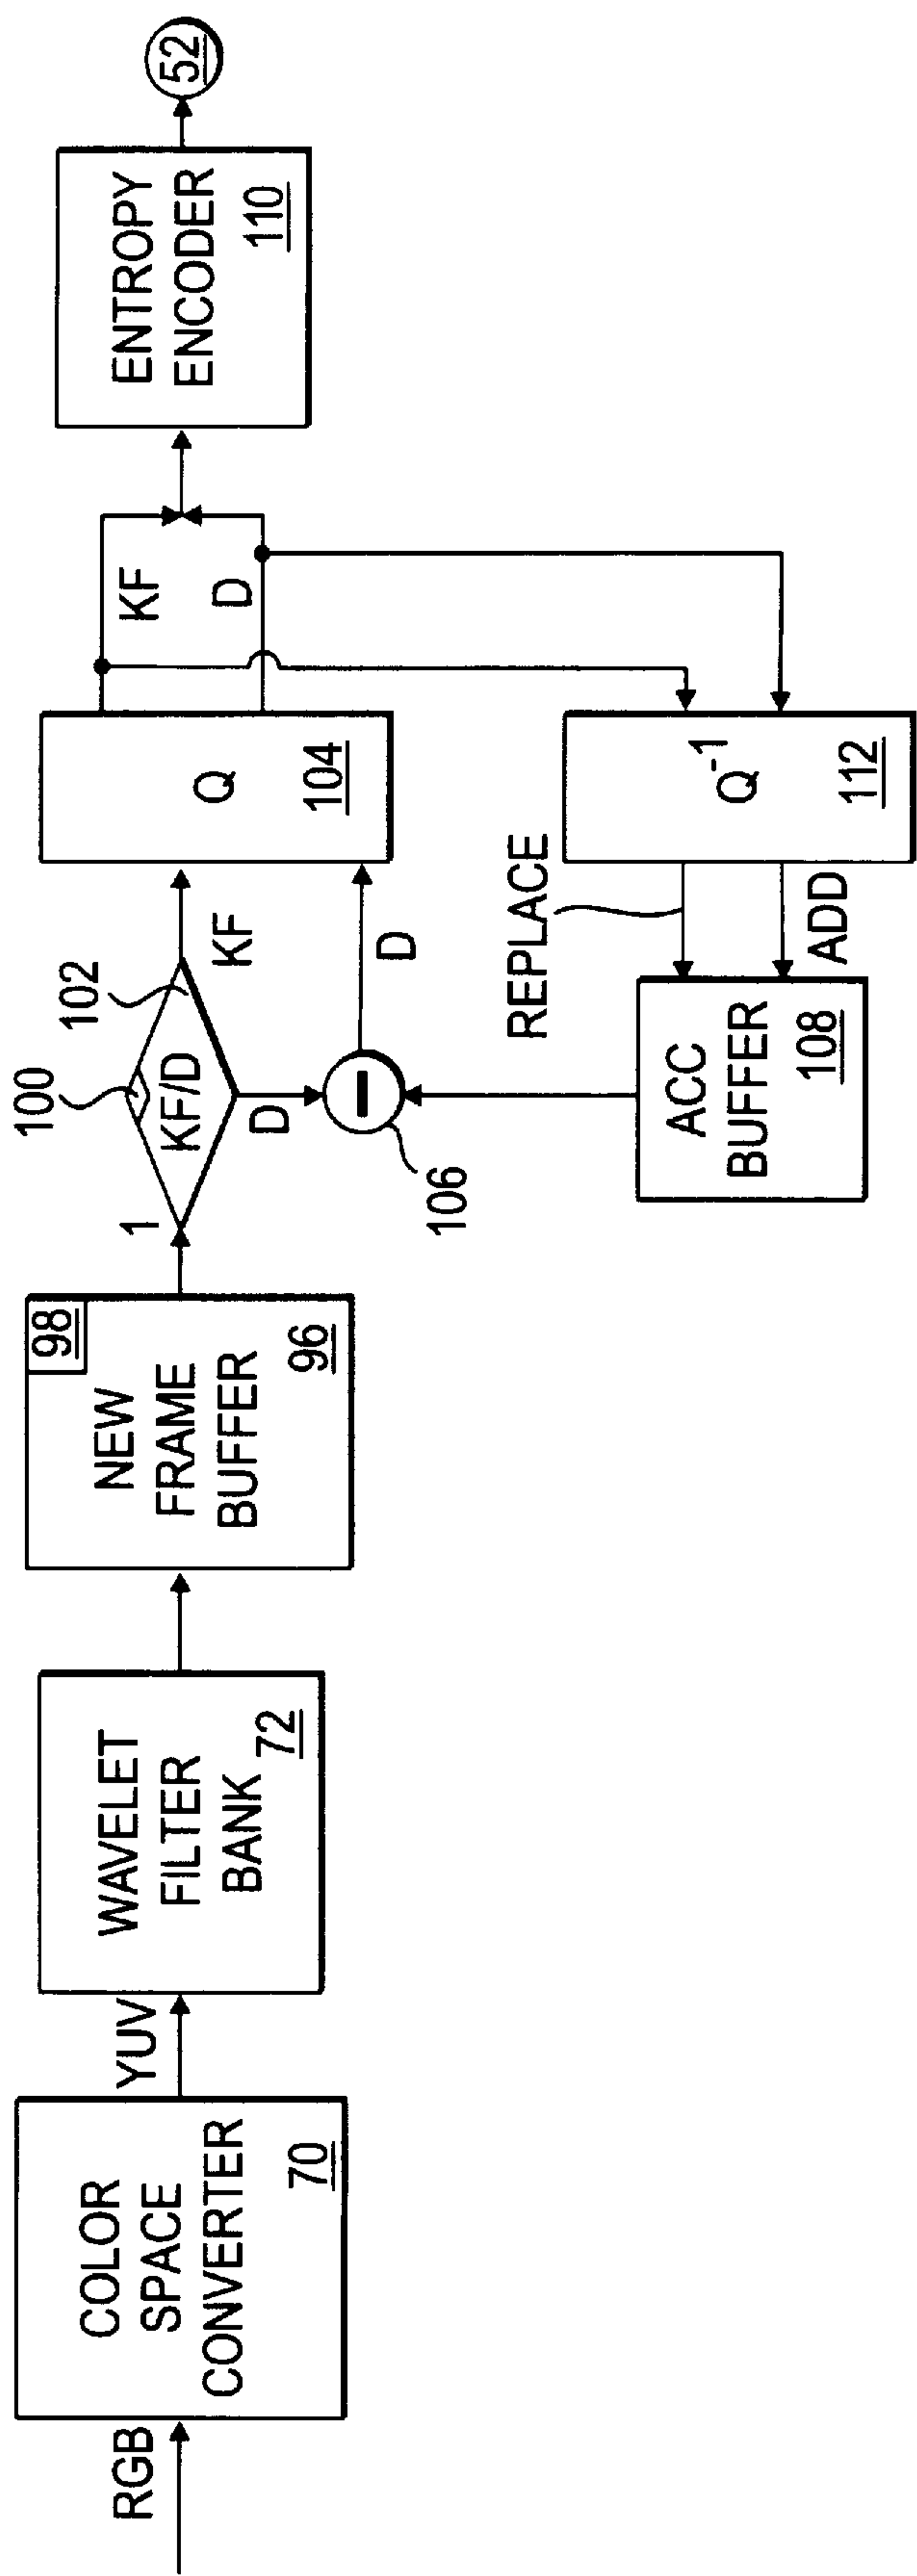 RGB
COLOR
SPACE
CONVERTER
70
YUV
WAVELET
FILTER
BANK
72
NEW
FRAME
BUFFER
98
96
1
100
102
KF/D
KF
D
106
D
Q
104
KF
D
ENTROPY
ENCODER
110
52
ACC
BUFFER
108
REPLACE
ADD
Q-1
112